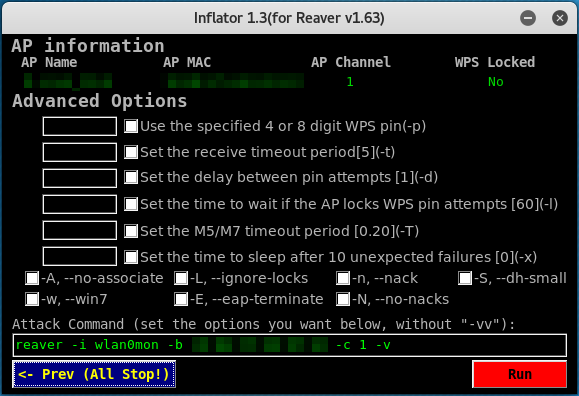 Inflator 1.3(for Reaver v1.63)
AP information
AP Name AP MAC AP Channel WPS Locked
1 No
Advanced Options
Use the specified 4 or 8 digit WPS pin(-p)
Set the receive timeout period[5](-t)
Set the delay between pin attempts [1](-d)
Set the time to wait if the AP locks WPS pin attempts [60](-l)
Set the M5/M7 timeout period [0.20](-T)
Set the time to sleep after 10 unexpected failures [0](-x)
-A, --no-associate -L, --ignore-locks -n, --nack -S, --dh-small
-w, --win7 -E, --eap-terminate -N, --no-nacks
Attack Command (set the options you want below, without "-vv"):
reaver -i wlan0mon -b -c 1 -v
<- Prev (All Stop!) Run